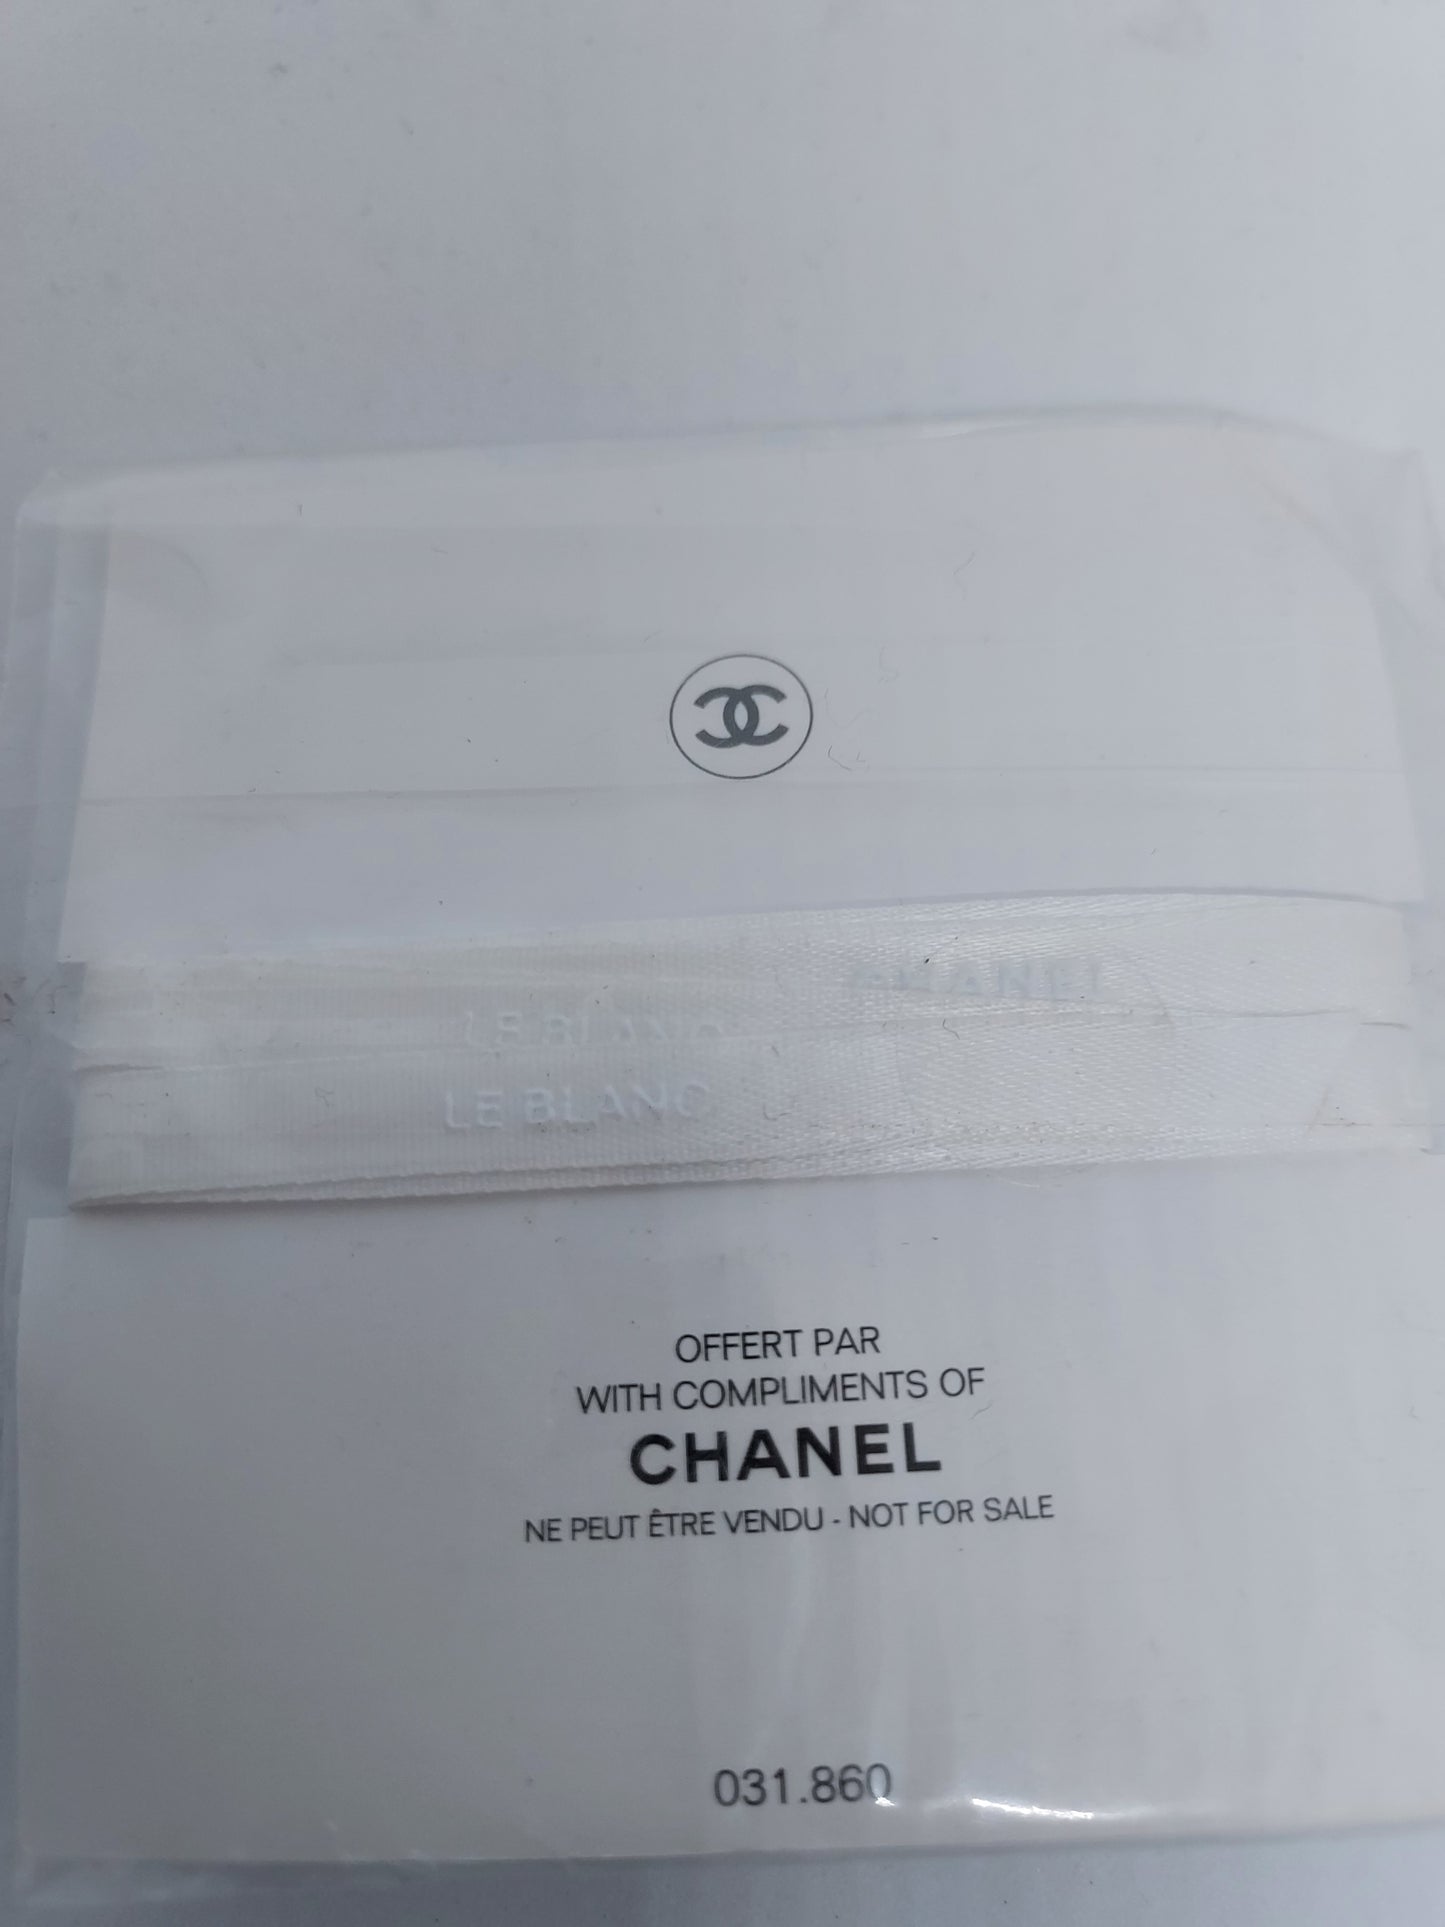 CHANEL
LE BLANC
LE BLANC
OFFERT PAR
WITH COMPLIMENTS OF
CHANEL
NE PEUT ÊTRE VENDU - NOT FOR SALE
031.860